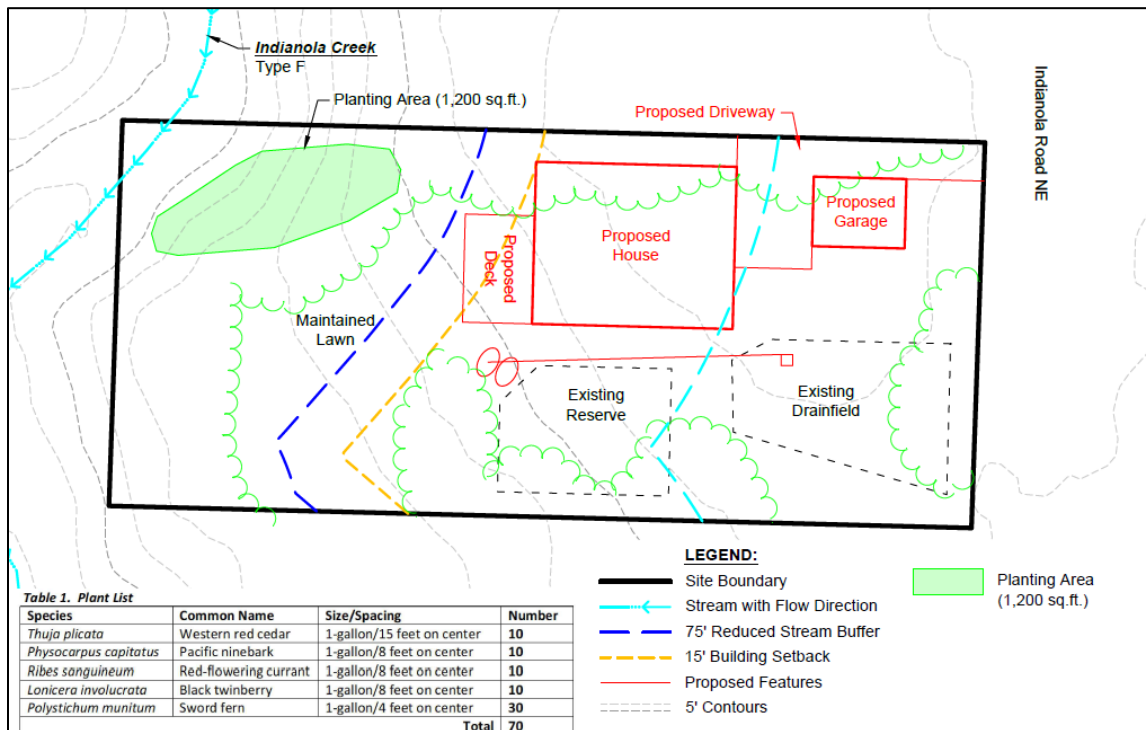 Indianola Creek
Type F
Planting Area (1,200 sq.ft.)
Proposed Driveway
Indianola Road NE
Proposed
Garage
Proposed
House
Proposed
Deck
Maintained
Lawn
Existing
Reserve
Existing
Drainfield
LEGEND:
Site Boundary
Stream with Flow Direction
75' Reduced Stream Buffer
15' Building Setback
Proposed Features
5' Contours
Planting Area
(1,200 sq.ft.)
Table 1. Plant List
Species Common Name Size/Spacing Number
Thuja plicata Western red cedar 1-gallon/15 feet on center 10
Physocarpus capitatus Pacific ninebark 1-gallon/8 feet on center 10
Ribes sanguineum Red-flowering currant 1-gallon/8 feet on center 10
Lonicera involucrata Black twinberry 1-gallon/8 feet on center 10
Polystichum munitum Sword fern 1-gallon/4 feet on center 30
Total 70